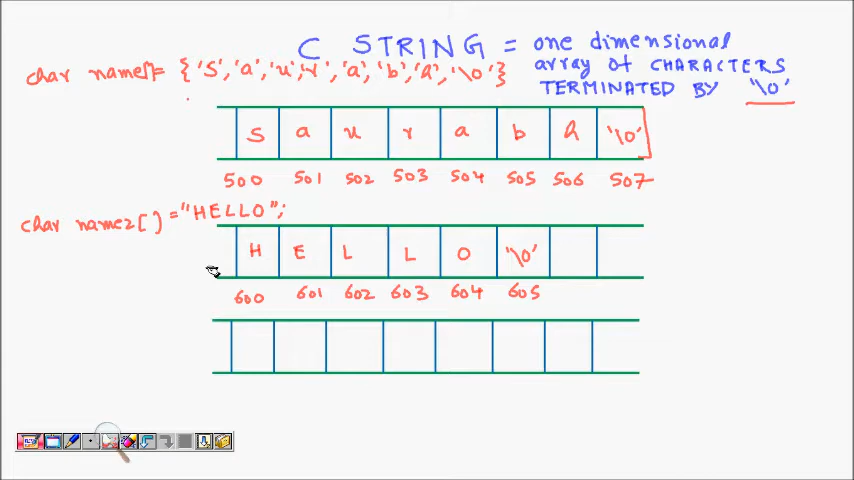 C STRING = one dimensional
array of CHARACTERS
TERMINATED BY '\0'
char name1[]= {'S','a','u','r','a','b','h','\0'}
S a u r a b h '\0'
500 501 502 503 504 505 506 507
char name2[] ="HELLO";
H E L L O '\0'
600 601 602 603 604 605